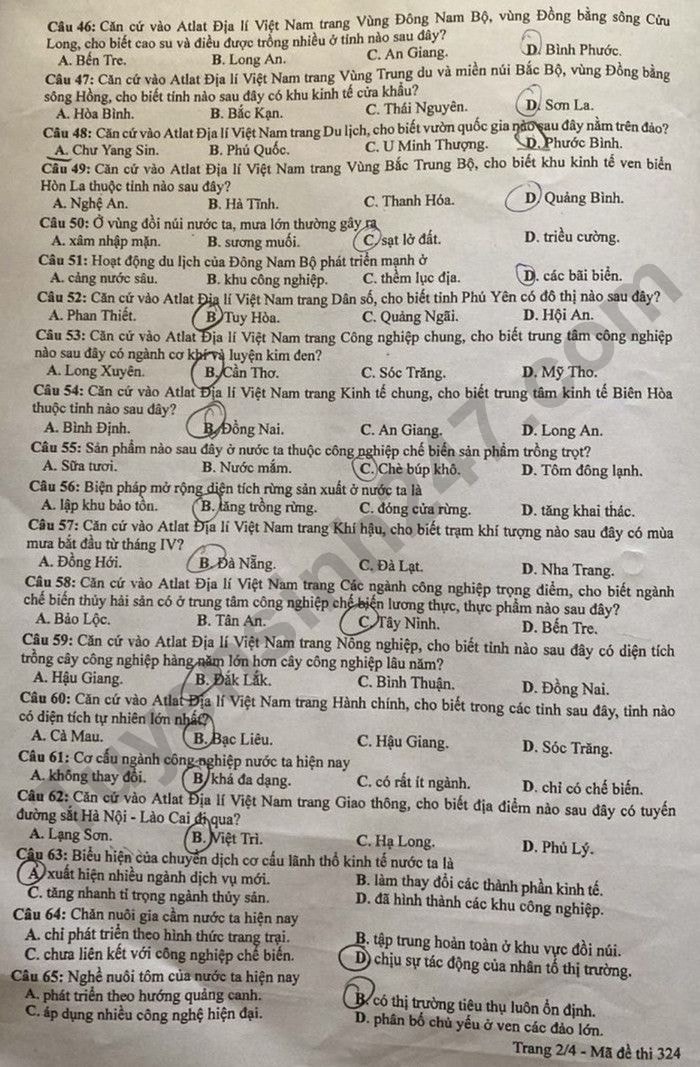 Câu 46: Căn cứ vào Atlat Địa lí Việt Nam trang Vùng Đông Nam Bộ, vùng Đồng bằng sông Cửu
Long, cho biết cao su và điều được trồng nhiều ở tỉnh nào sau đây?
A. Bến Tre. B. Long An. C. An Giang. D. Bình Phước.
Câu 47: Căn cứ vào Atlat Địa lí Việt Nam trang Vùng Trung du và miền núi Bắc Bộ, vùng Đồng bằng
sông Hồng, cho biết tỉnh nào sau đây có khu kinh tế cửa khẩu?
A. Hòa Bình. B. Bắc Kạn. C. Thái Nguyên. D. Sơn La.
Câu 48: Căn cứ vào Atlat Địa lí Việt Nam trang Du lịch, cho biết vườn quốc gia nào sau đây nằm trên đảo?
A. Chư Yang Sin. B. Phú Quốc. C. U Minh Thượng. D. Phước Bình.
Câu 49: Căn cứ vào Atlat Địa lí Việt Nam trang Vùng Bắc Trung Bộ, cho biết khu kinh tế ven biển
Hòn La thuộc tỉnh nào sau đây?
A. Nghệ An. B. Hà Tĩnh. C. Thanh Hóa. D. Quảng Bình.
Câu 50: Ở vùng đồi núi nước ta, mưa lớn thường gây ra
A. xâm nhập mặn. B. sương muối. C. sạt lở đất. D. triều cường.
Câu 51: Hoạt động du lịch của Đông Nam Bộ phát triển mạnh ở
A. cảng nước sâu. B. khu công nghiệp. C. thềm lục địa. D. các bãi biển.
Câu 52: Căn cứ vào Atlat Địa lí Việt Nam trang Dân số, cho biết tỉnh Phú Yên có đô thị nào sau đây?
A. Phan Thiết. B. Tuy Hòa. C. Quảng Ngãi. D. Hội An.
Câu 53: Căn cứ vào Atlat Địa lí Việt Nam trang Công nghiệp chung, cho biết trung tâm công nghiệp
nào sau đây có ngành cơ khí và luyện kim đen?
A. Long Xuyên. B. Cần Thơ. C. Sóc Trăng. D. Mỹ Tho.
Câu 54: Căn cứ vào Atlat Địa lí Việt Nam trang Kinh tế chung, cho biết trung tâm kinh tế Biên Hòa
thuộc tỉnh nào sau đây?
A. Bình Định. B. Đồng Nai. C. An Giang. D. Long An.
Câu 55: Sản phẩm nào sau đây ở nước ta thuộc công nghiệp chế biến sản phẩm trồng trọt?
A. Sữa tươi. B. Nước mắm. C. Chè búp khô. D. Tôm đông lạnh.
Câu 56: Biện pháp mở rộng diện tích rừng sản xuất ở nước ta là
A. lập khu bảo tồn. B. tăng trồng rừng. C. đóng cửa rừng. D. tăng khai thác.
Câu 57: Căn cứ vào Atlat Địa lí Việt Nam trang Khí hậu, cho biết trạm khí tượng nào sau đây có mùa
mưa bắt đầu từ tháng IV?
A. Đồng Hới. B. Đà Nẵng. C. Đà Lạt. D. Nha Trang.
Câu 58: Căn cứ vào Atlat Địa lí Việt Nam trang Các ngành công nghiệp trọng điểm, cho biết ngành
chế biến thủy hải sản có ở trung tâm công nghiệp chế biến lương thực, thực phẩm nào sau đây?
A. Bảo Lộc. B. Tân An. C. Tây Ninh. D. Bến Tre.
Câu 59: Căn cứ vào Atlat Địa lí Việt Nam trang Nông nghiệp, cho biết tỉnh nào sau đây có diện tích
trồng cây công nghiệp hàng năm lớn hơn cây công nghiệp lâu năm?
A. Hậu Giang. B. Đắk Lắk. C. Bình Thuận. D. Đồng Nai.
Câu 60: Căn cứ vào Atlat Địa lí Việt Nam trang Hành chính, cho biết trong các tỉnh sau đây, tỉnh nào
có diện tích tự nhiên lớn nhất?
A. Cà Mau. B. Bạc Liêu. C. Hậu Giang. D. Sóc Trăng.
Câu 61: Cơ cấu ngành công nghiệp nước ta hiện nay
A. không thay đổi. B. khá đa dạng. C. có rất ít ngành. D. chỉ có chế biến.
Câu 62: Căn cứ vào Atlat Địa lí Việt Nam trang Giao thông, cho biết địa điểm nào sau đây có tuyến
đường sắt Hà Nội - Lào Cai đi qua?
A. Lạng Sơn. B. Việt Trì. C. Hạ Long. D. Phủ Lý.
Câu 63: Biểu hiện của chuyển dịch cơ cấu lãnh thổ kinh tế nước ta là
A. xuất hiện nhiều ngành dịch vụ mới. B. làm thay đổi các thành phần kinh tế.
C. tăng nhanh tỉ trọng ngành thủy sản. D. đã hình thành các khu công nghiệp.
Câu 64: Chăn nuôi gia cầm nước ta hiện nay
A. chỉ phát triển theo hình thức trang trại. B. tập trung hoàn toàn ở khu vực đồi núi.
C. chưa liên kết với công nghiệp chế biến. D. chịu sự tác động của nhân tố thị trường.
Câu 65: Nghề nuôi tôm của nước ta hiện nay
A. phát triển theo hướng quảng canh. B. có thị trường tiêu thụ luôn ổn định.
C. áp dụng nhiều công nghệ hiện đại. D. phân bố chủ yếu ở ven các đảo lớn.
Trang 2/4 - Mã đề thi 324